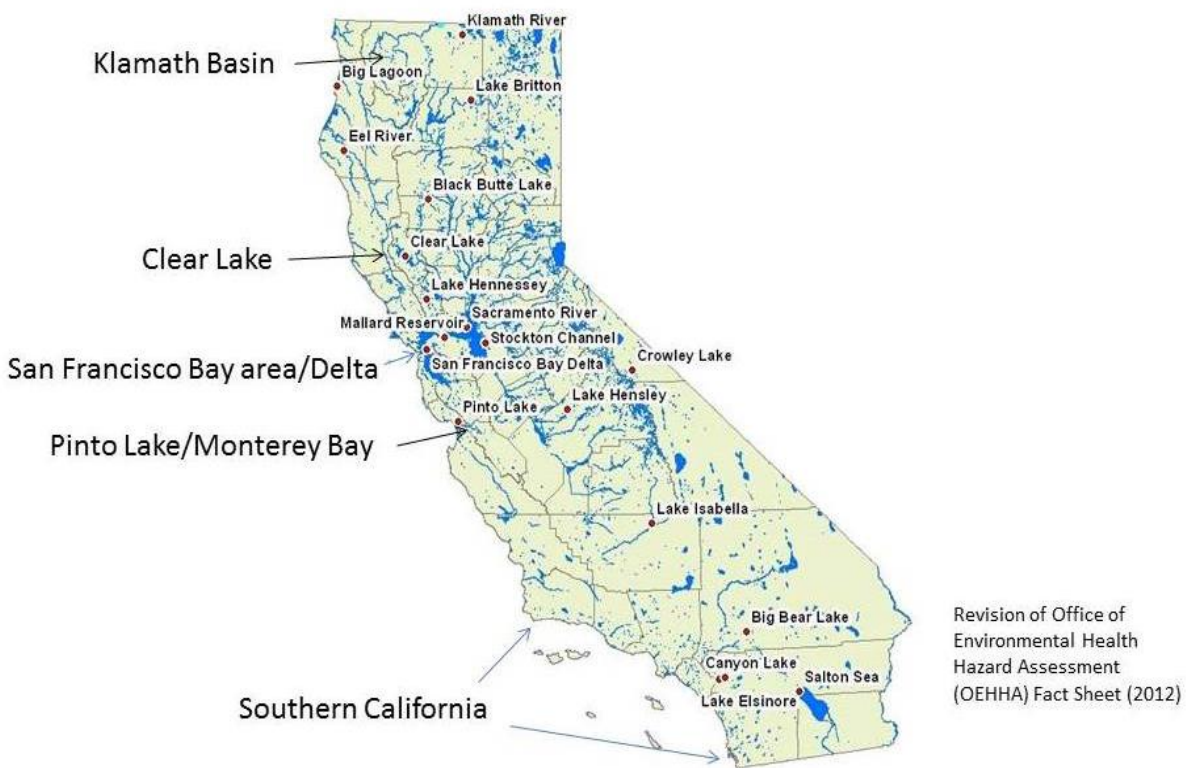 Klamath River
Klamath Basin
Big Lagoon
Lake Britton
Eel River
Black Butte Lake
Clear Lake
Clear Lake
Lake Hennessey
Sacramento River
Mallard Reservoir
Stockton Channel
San Francisco Bay area/Delta
San Francisco Bay Delta
Crowley Lake
Lake Hensley
Pinto Lake
Pinto Lake/Monterey Bay
Lake Isabella
Big Bear Lake
Revision of Office of
Environmental Health
Hazard Assessment
(OEHHA) Fact Sheet (2012)
Canyon Lake
Salton Sea
Lake Elsinore
Southern California